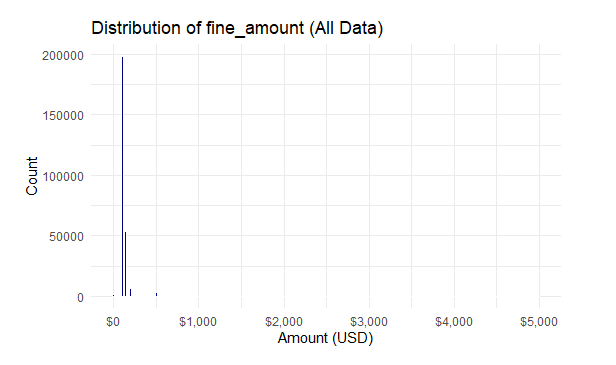 Distribution of fine_amount (All Data)
Count
200000
150000
100000
50000
0
$0 $1,000 $2,000 $3,000 $4,000 $5,000
Amount (USD)